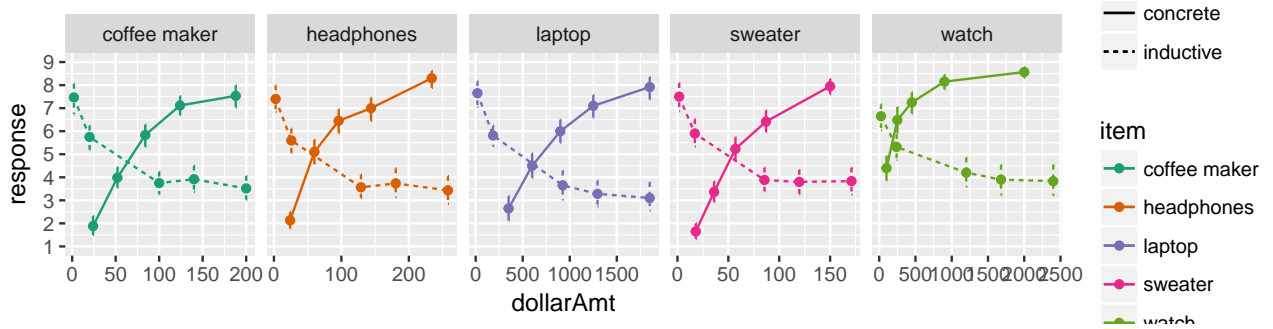 coffee maker headphones laptop sweater watch
response
9
8
7
6
5
4
3
2
1
0 50 100 150 200 0 100 200 0 500 1000 1500 0 50 100 150 0 500 1000 1500 2000 2500
dollarAmt
concrete
inductive
item
coffee maker
headphones
laptop
sweater
watch